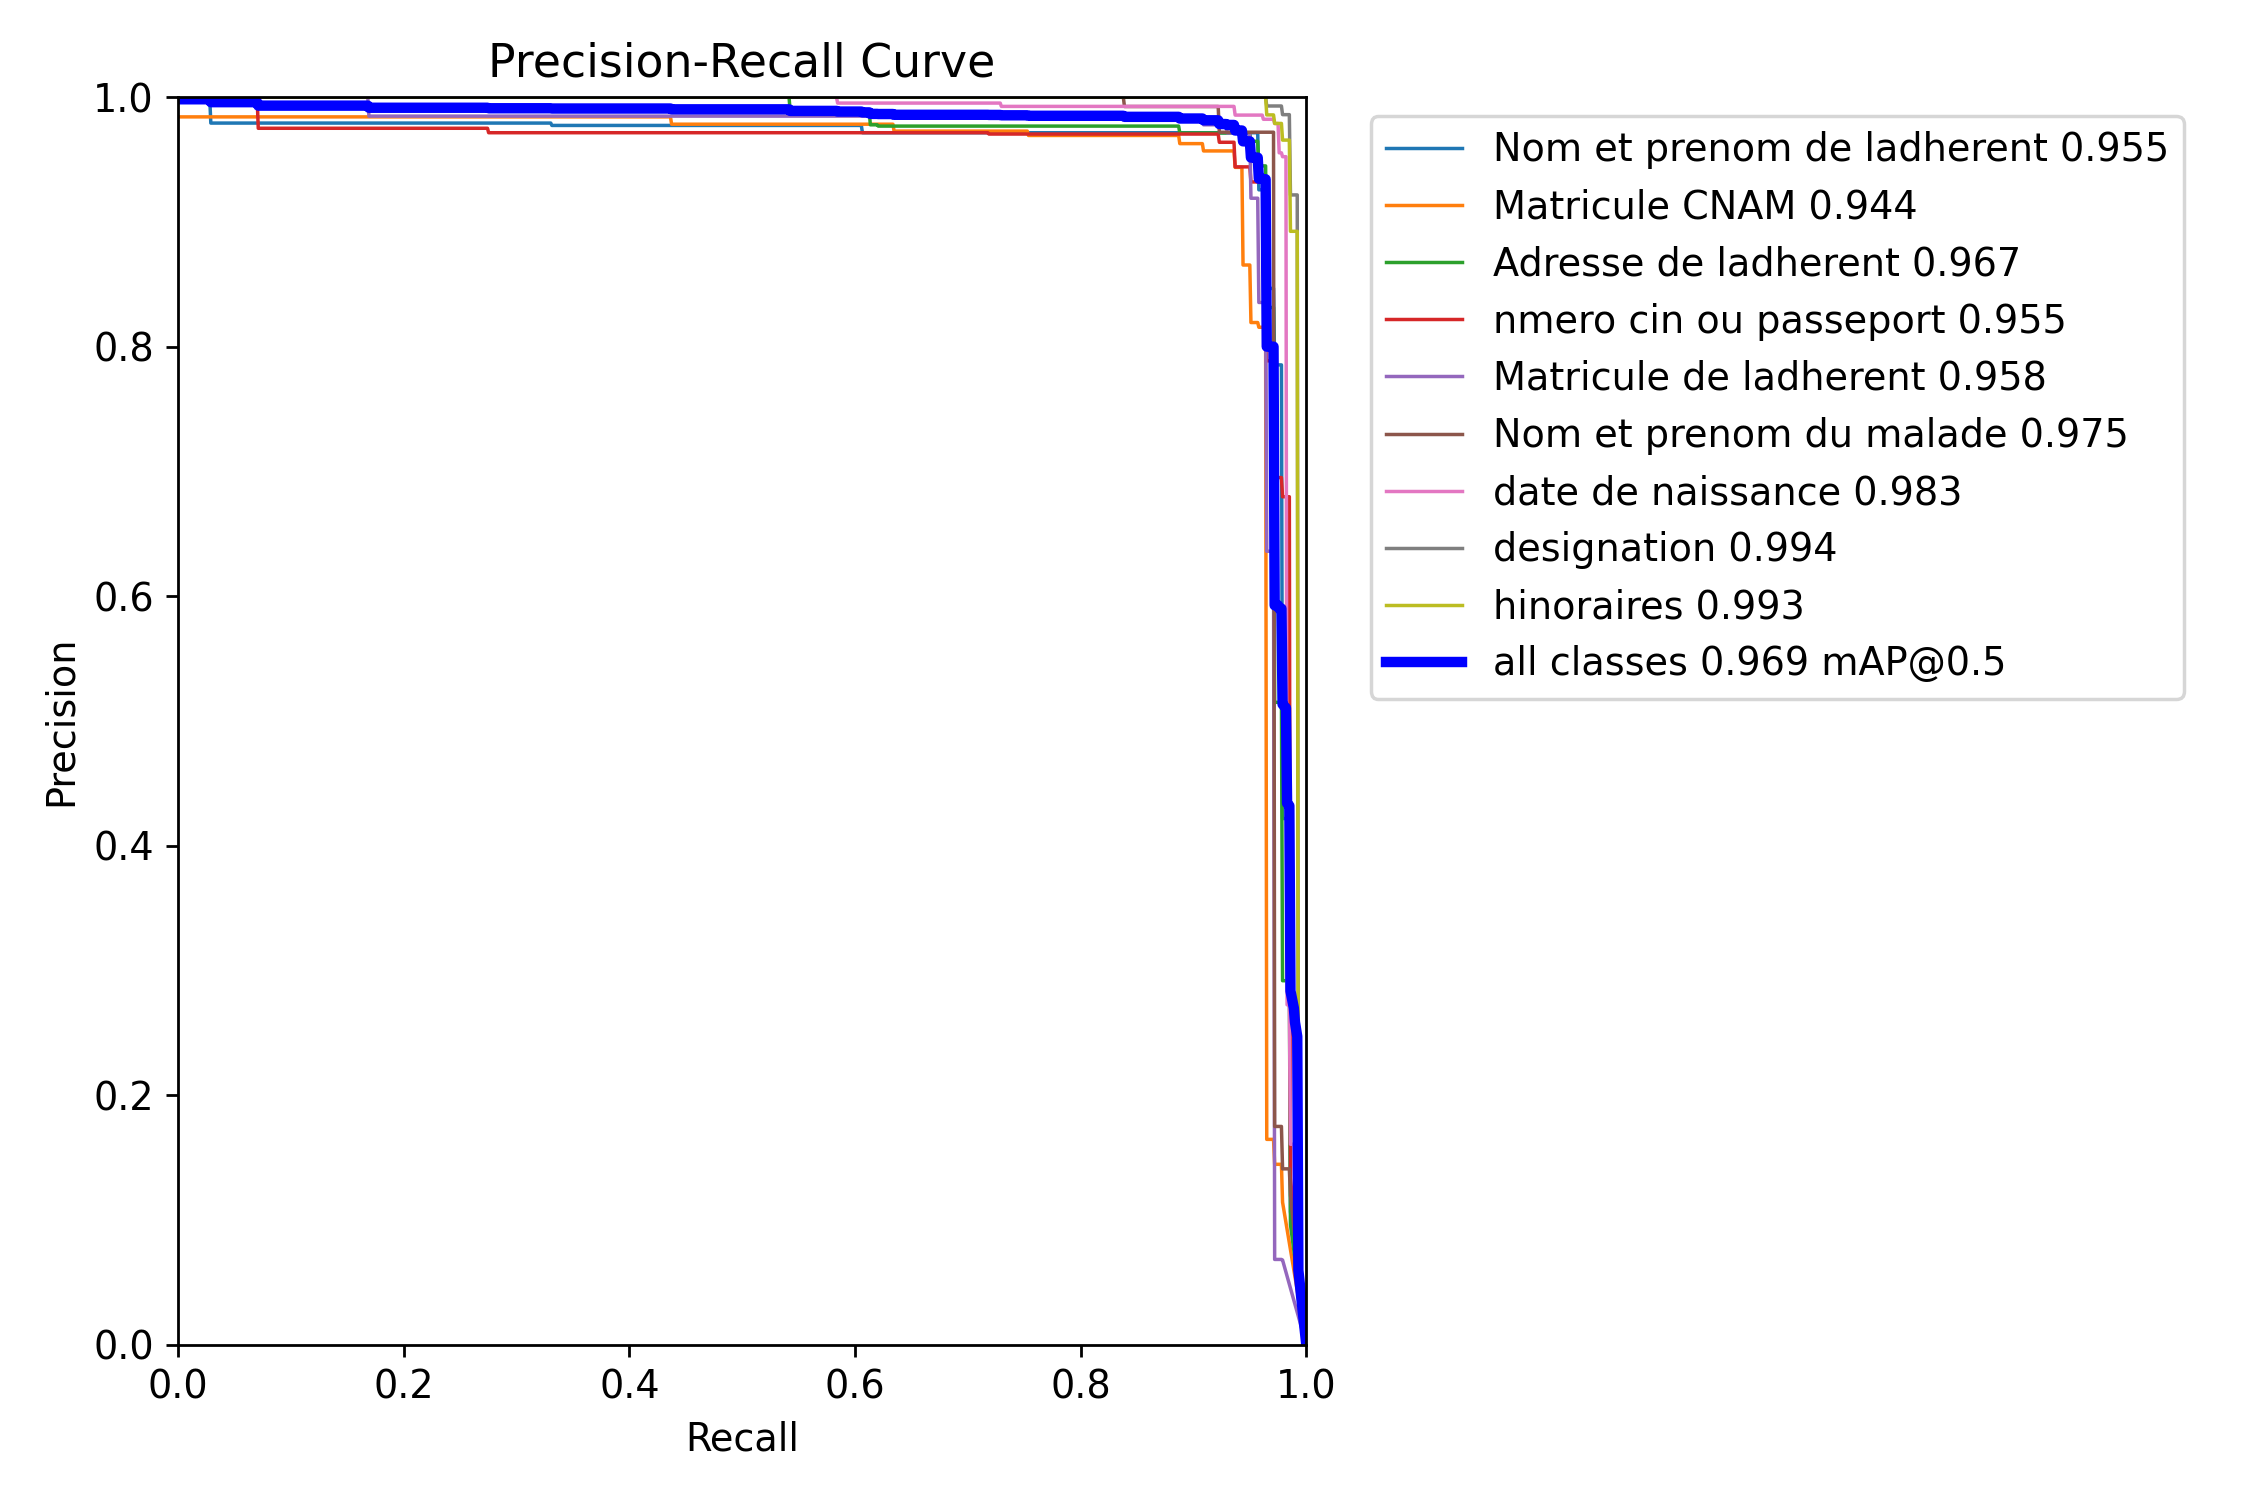 Precision-Recall Curve
1.0
0.8
0.6
0.4
0.2
0.0
Precision
0.0 0.2 0.4 0.6 0.8 1.0
Recall
Nom et prenom de ladherent 0.955
Matricule CNAM 0.944
Adresse de ladherent 0.967
nmero cin ou passeport 0.955
Matricule de ladherent 0.958
Nom et prenom du malade 0.975
date de naissance 0.983
designation 0.994
hinoraires 0.993
all classes 0.969 mAP@0.5